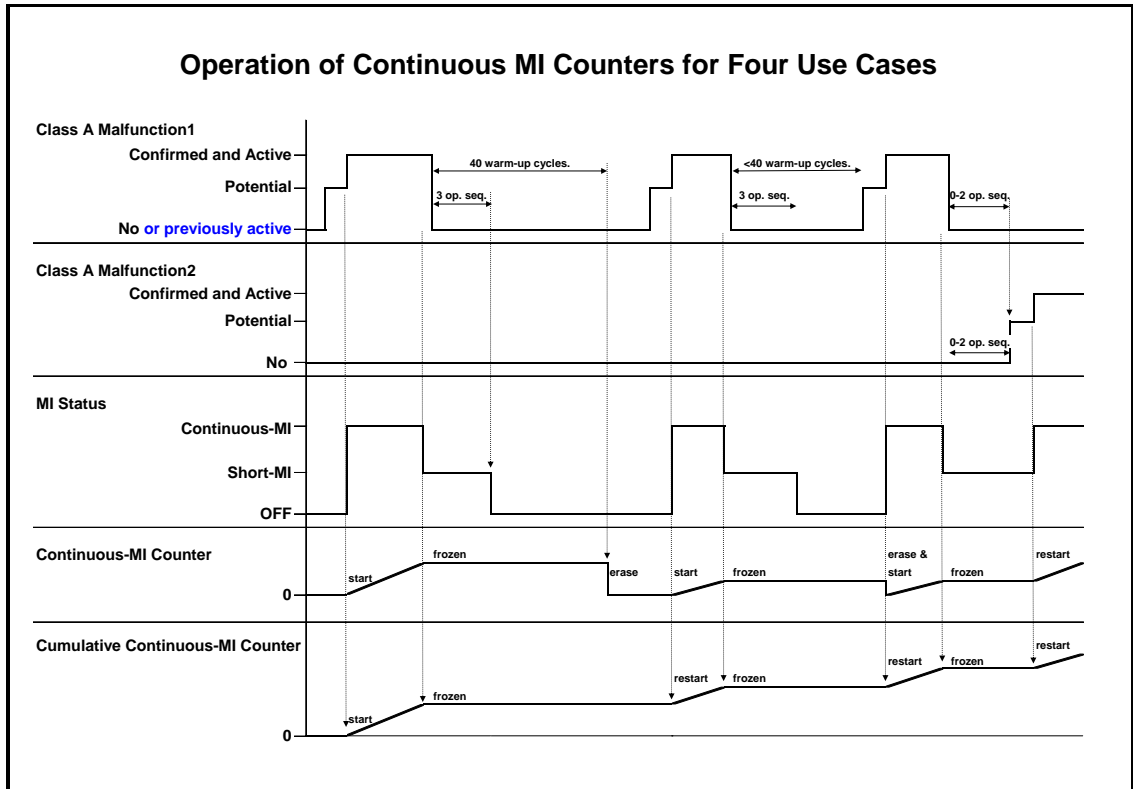 Operation of Continuous MI Counters for Four Use Cases
Class A Malfunction1
Confirmed and Active
40 warm-up cycles.
<40 warm-up cycles.
Potential
3 op. seq.
3 op. seq.
0-2 op. seq.
No or previously active
Class A Malfunction2
Confirmed and Active
Potential
0-2 op. seq.
No
MI Status
Continuous-MI
Short-MI
OFF
Continuous-MI Counter
frozen
erase &
restart
start
erase
start
frozen
start
frozen
0
Cumulative Continuous-MI Counter
restart
restart
frozen
restart
frozen
frozen
start
0